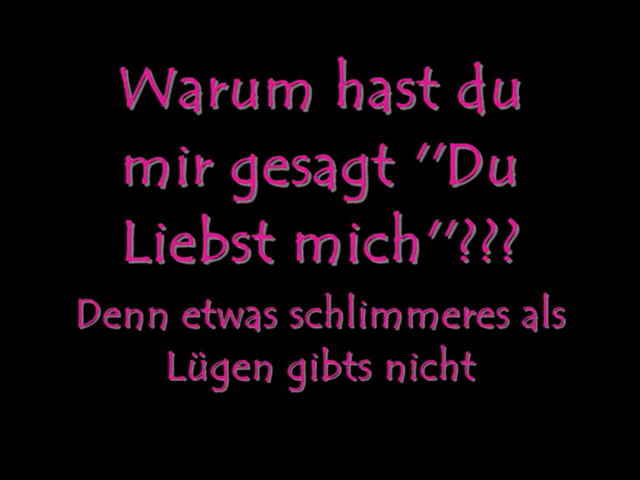 Warum hast du
mir gesagt "Du
Liebst mich"???
Denn etwas schlimmeres als
Lügen gibts nicht